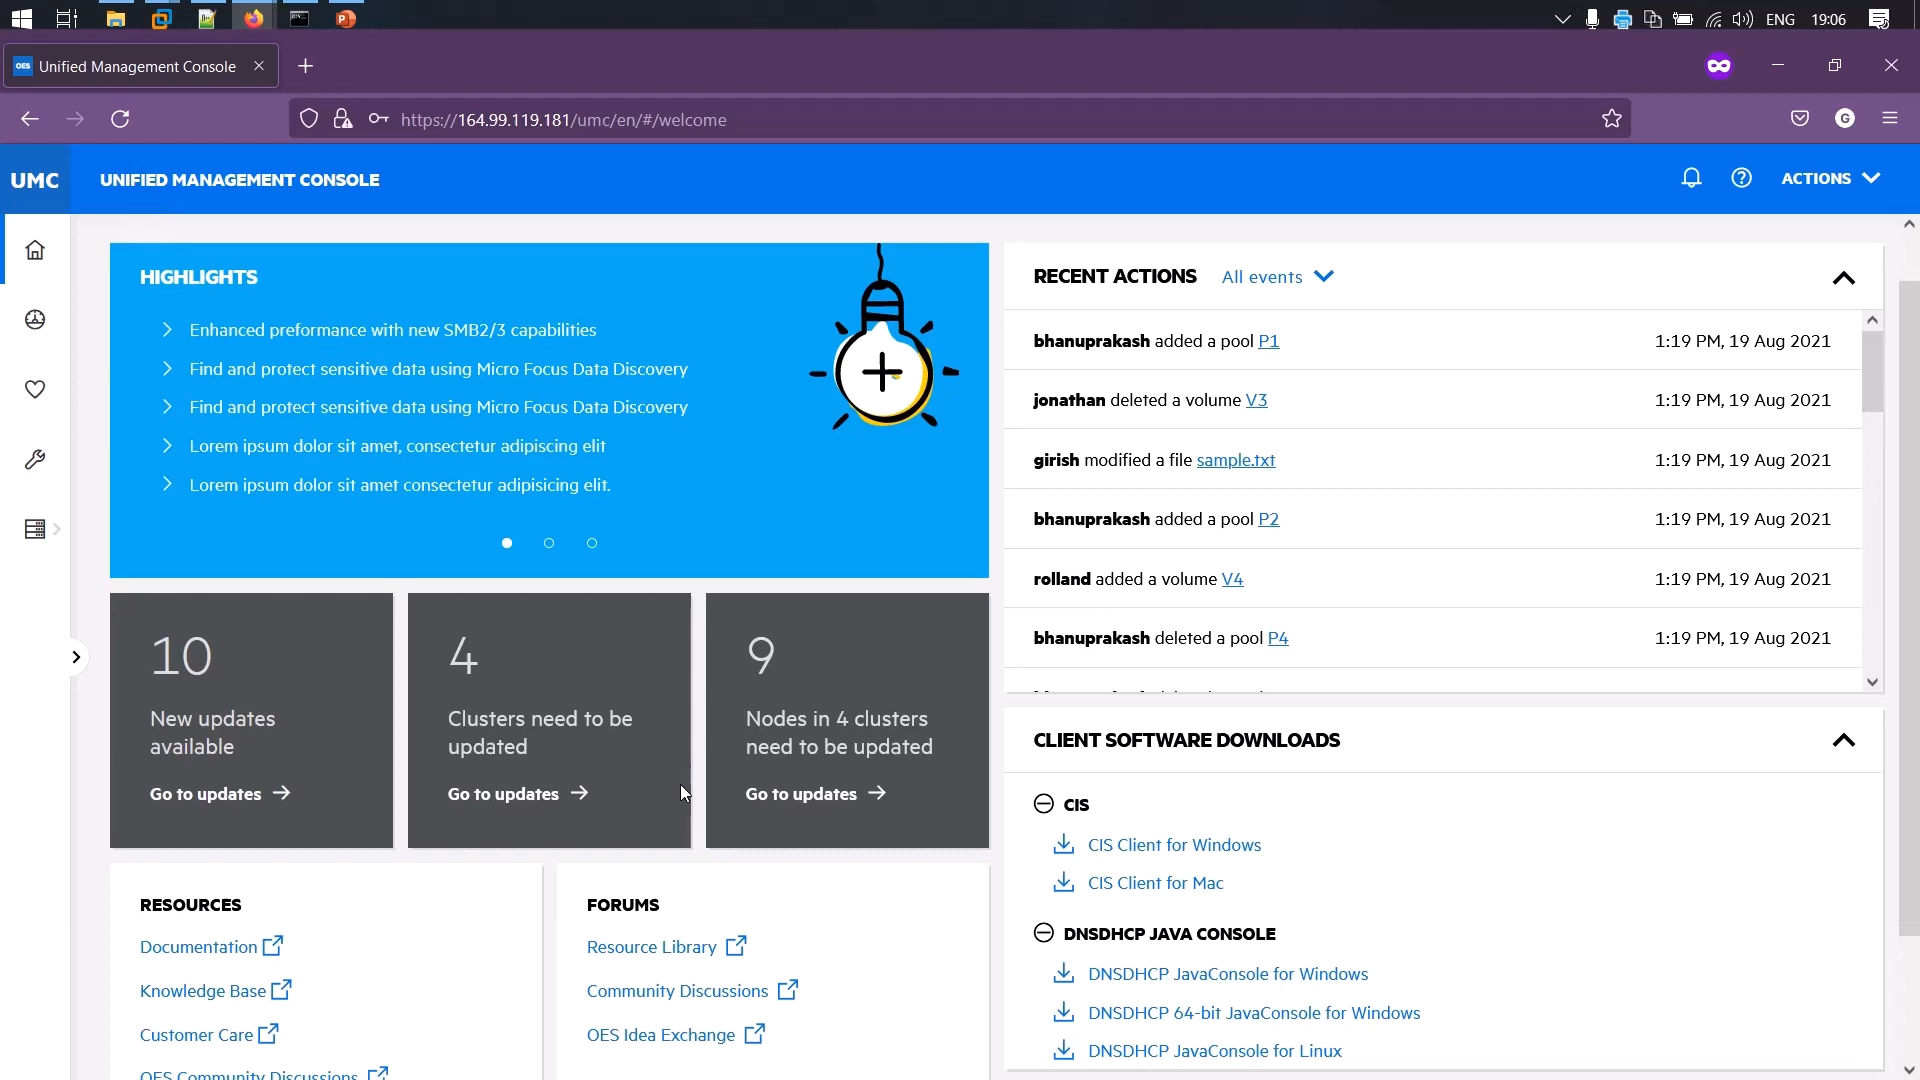 ENG 19:06
OES Unified Management Console
https://164.99.119.181/umc/en/#/welcome
G
UMC UNIFIED MANAGEMENT CONSOLE ACTIONS
HIGHLIGHTS
Enhanced preformance with new SMB2/3 capabilities
Find and protect sensitive data using Micro Focus Data Discovery
Find and protect sensitive data using Micro Focus Data Discovery
Lorem ipsum dolor sit amet, consectetur adipiscing elit
Lorem ipsum dolor sit amet consectetur adipisicing elit.
10
New updates
available
Go to updates
4
Clusters need to be
updated
Go to updates
9
Nodes in 4 clusters
need to be updated
Go to updates
RESOURCES
Documentation
Knowledge Base
Customer Care
OES Community Discussions
FORUMS
Resource Library
Community Discussions
OES Idea Exchange
RECENT ACTIONS All events
bhanuprakash added a pool P1 1:19 PM, 19 Aug 2021
jonathan deleted a volume V3 1:19 PM, 19 Aug 2021
girish modified a file sample.txt 1:19 PM, 19 Aug 2021
bhanuprakash added a pool P2 1:19 PM, 19 Aug 2021
rolland added a volume V4 1:19 PM, 19 Aug 2021
bhanuprakash deleted a pool P4 1:19 PM, 19 Aug 2021
CLIENT SOFTWARE DOWNLOADS
CIS
CIS Client for Windows
CIS Client for Mac
DNSDHCP JAVA CONSOLE
DNSDHCP JavaConsole for Windows
DNSDHCP 64-bit JavaConsole for Windows
DNSDHCP JavaConsole for Linux